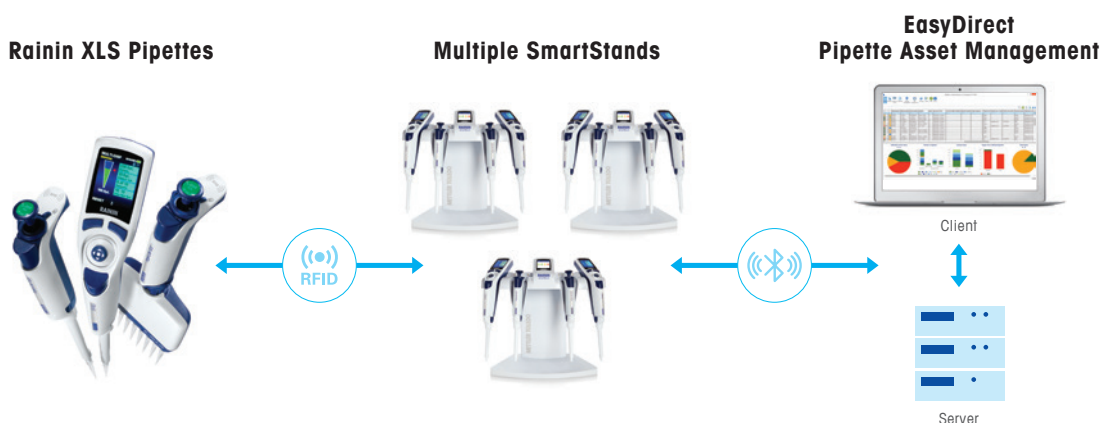 Rainin XLS Pipettes
Multiple SmartStands
EasyDirect
Pipette Asset Management
RAININ
RFID
Client
Server